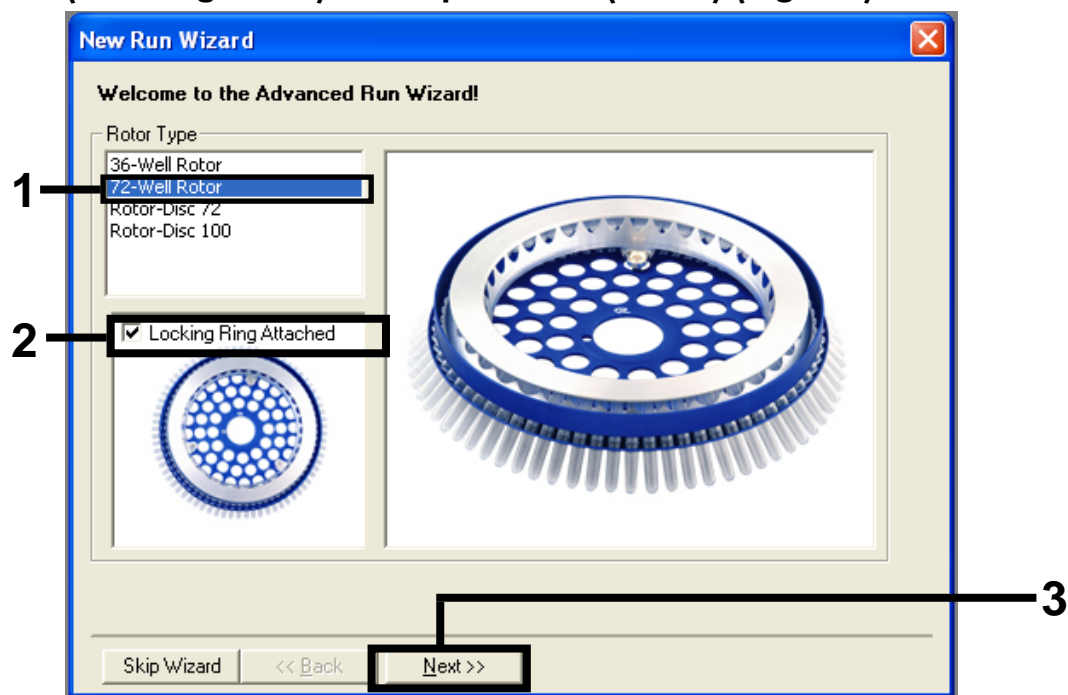 New Run Wizard
Welcome to the Advanced Run Wizard!
Rotor Type
36-Well Rotor
1
72-Well Rotor
Rotor-Disc 72
Rotor-Disc 100
2
Locking Ring Attached
3
Skip Wizard
<< Back
Next >>